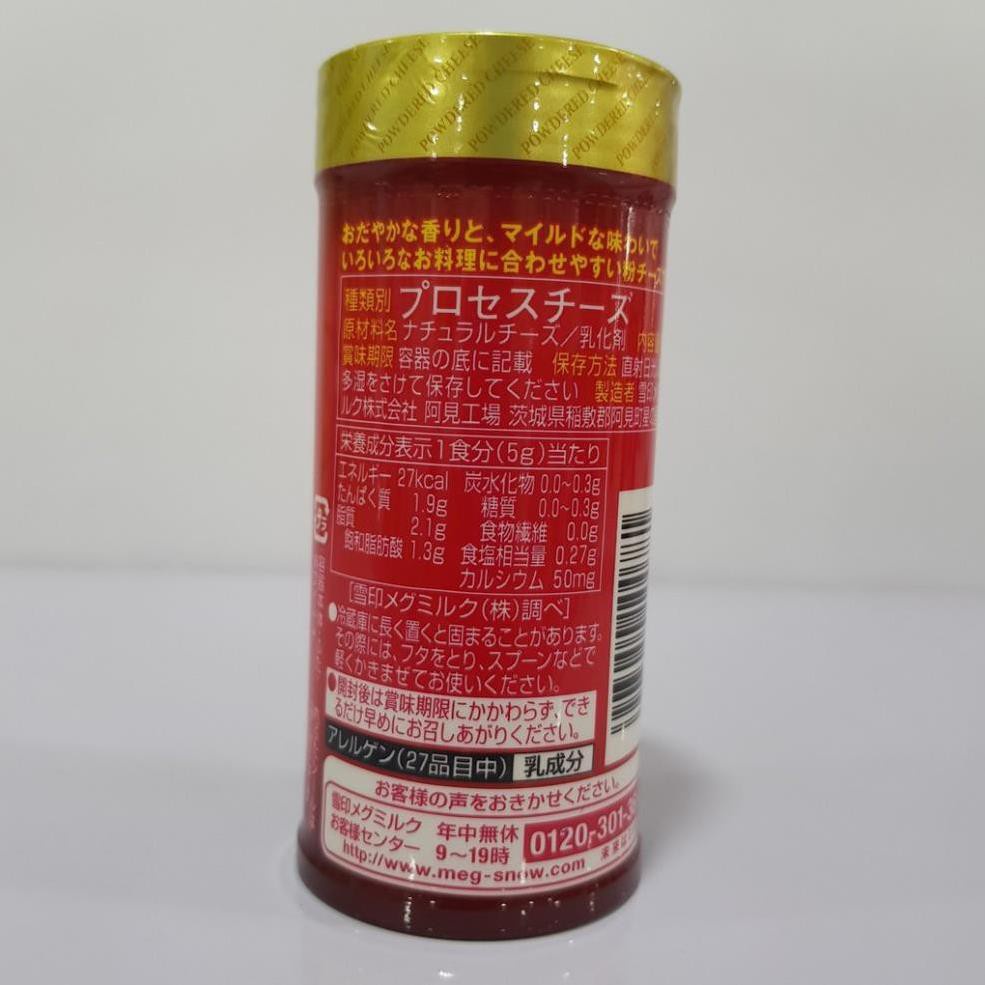 POWDERED CHEESE POWDERED CHEESE POWDERED CHEESE
おだやかな香りと、マイルドな味わいで
いろいろなお料理に合わせやすい粉チーズ
種類別 プロセスチーズ
原材料名 ナチュラルチーズ/乳化剤 内容
賞味期限 容器の底に記載 保存方法 直射日光
多湿をさけて保存してください 製造者 雪印
ルク株式会社 阿見工場 茨城県稲敷郡阿見町星の
栄養成分表示1食分(5g)当たり
エネルギー 27kcal 炭水化物 0.0~0.3g
たんぱく質 1.9g 糖質 0.0~0.3g
脂質 2.1g 食物繊維 0.0g
飽和脂肪酸 1.3g 食塩相当量 0.27g
カルシウム 50mg
[雪印メグミルク(株)調べ]
●冷蔵庫に長く置くと固まることがあります。
その際には、フタをとり、スプーンなどで
軽くかきまぜてお使いください。
●開封後は賞味期限にかかわらず、でき
るだけ早めにお召しあがりください。
アレルゲン(27品目中) 乳成分
お客様の声をおきかせください。
雪印メグミルク
お客様センター
年中無休
9~19時
0120-301-3
http://www.meg-snow.com 未来は